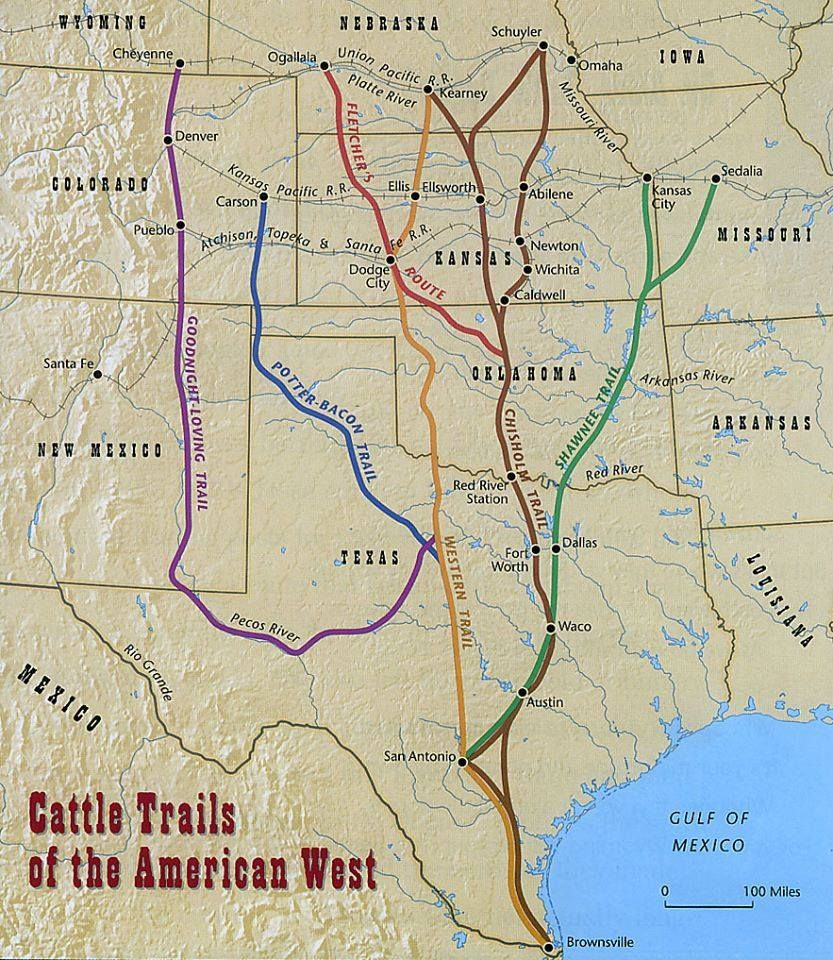 WYOMING
NEBRASKA
IOWA
Cheyenne
Ogallala
Union Pacific R.R.
Platte River
Schuyler
Omaha
Kearney
Missouri River
Denver
COLORADO
FLETCHER'S
ROUTE
Kansas Pacific R.R.
Carson
Ellis
Ellsworth
Abilene
Kansas
City
Sedalia
MISSOURI
Pueblo
Atchison, Topeka & Santa Fe R.R.
Dodge
City
KANSAS
Newton
Wichita
Caldwell
Santa Fe
GOODNIGHT-LOVING TRAIL
POTTER-BACON TRAIL
OKLAHOMA
CHISHOLM TRAIL
SHAWNEE TRAIL
Arkansas River
ARKANSAS
NEW MEXICO
Red River
Station
Red River
TEXAS
WESTERN TRAIL
Fort
Worth
Dallas
LOUISIANA
Waco
Pecos River
Rio Grande
MEXICO
Austin
San Antonio
Cattle Trails
of the American West
GULF OF
MEXICO
0 100 Miles
Brownsville